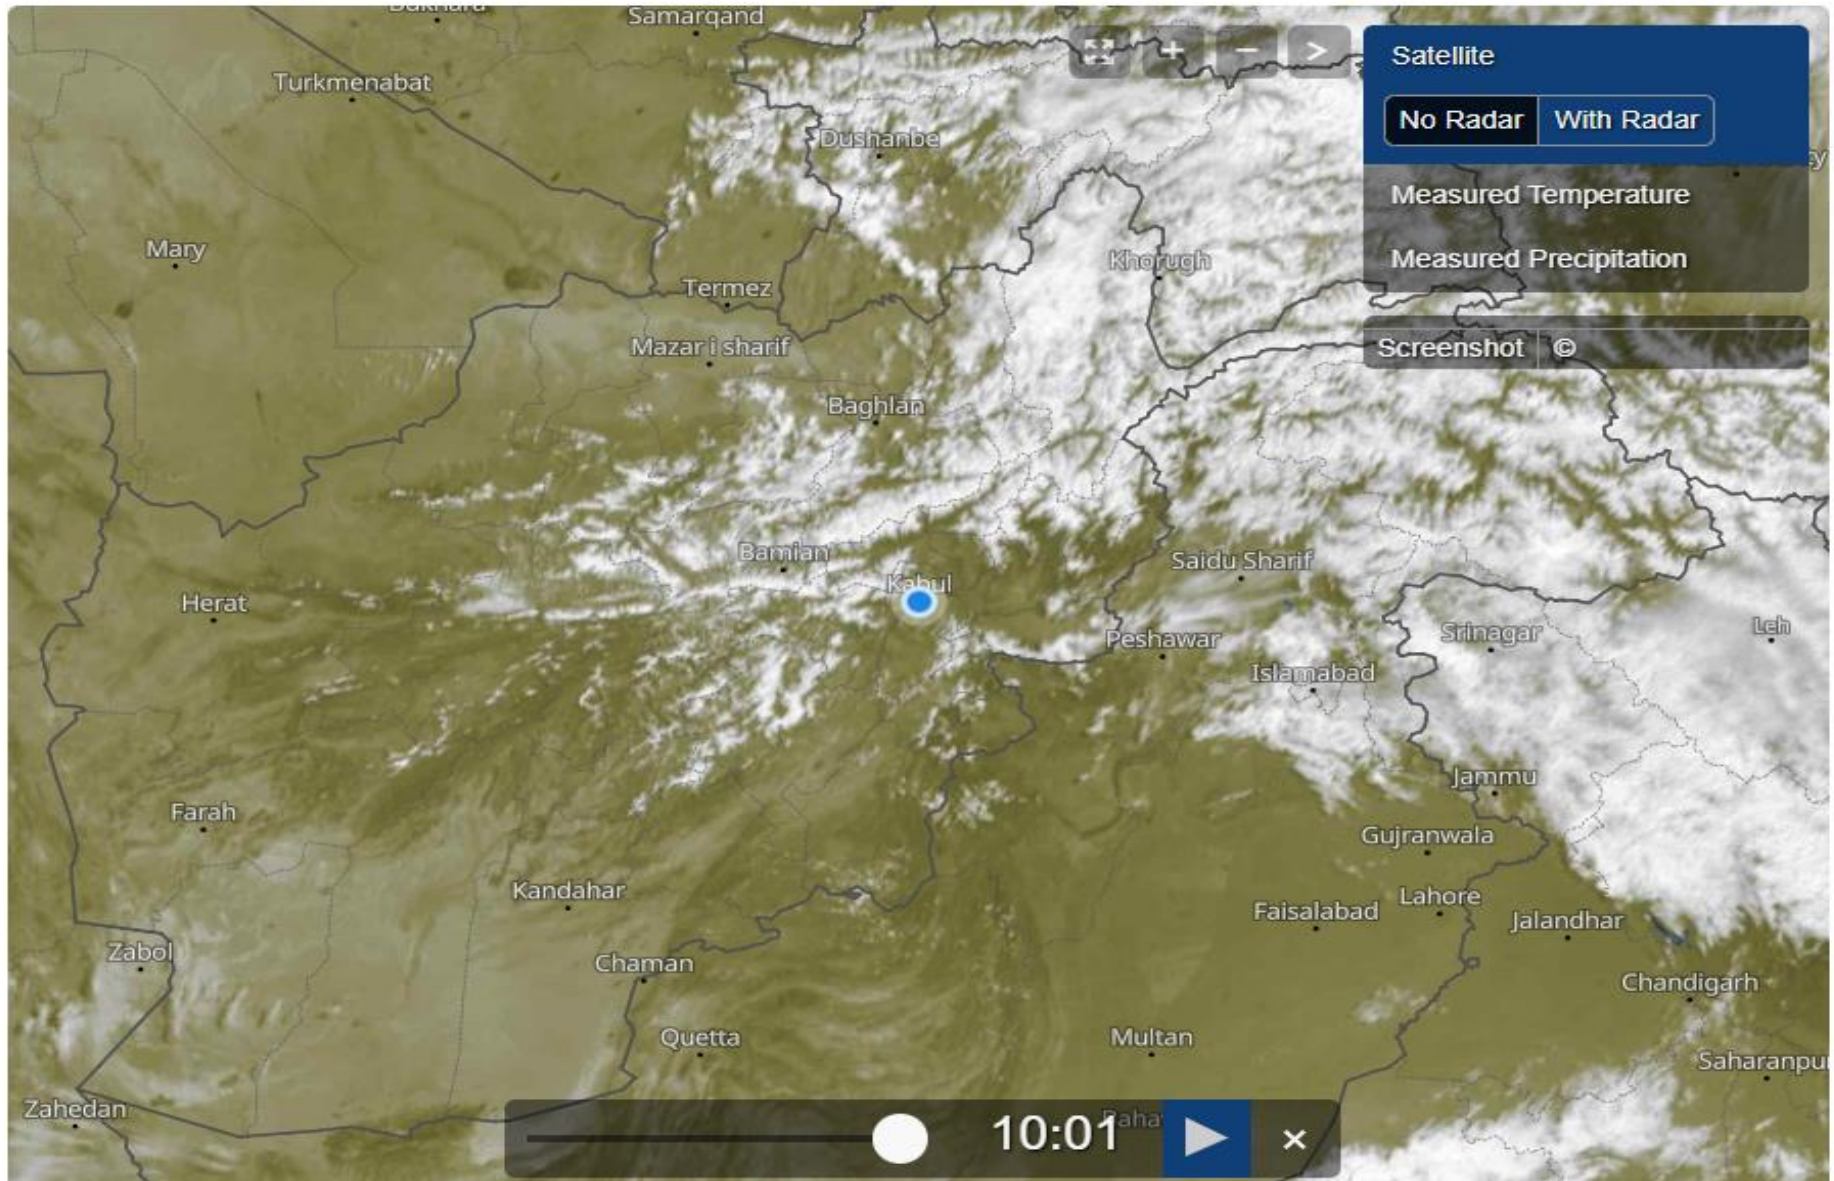 Bukhara
Samarqand
Satellite
No Radar With Radar
Measured Temperature
Measured Precipitation
Screenshot ©
Turkmenabat
Dushanbe
Mary
Khorugh
Termez
Mazar i sharif
Baghlan
Bamian
Kabul
Saidu Sharif
Herat
Peshawar
Srinagar
Leh
Islamabad
Jammu
Farah
Gujranwala
Kandahar
Lahore
Faisalabad
Jalandhar
Zabol
Chaman
Chandigarh
Quetta
Multan
Saharanpur
Zahedan
10:01